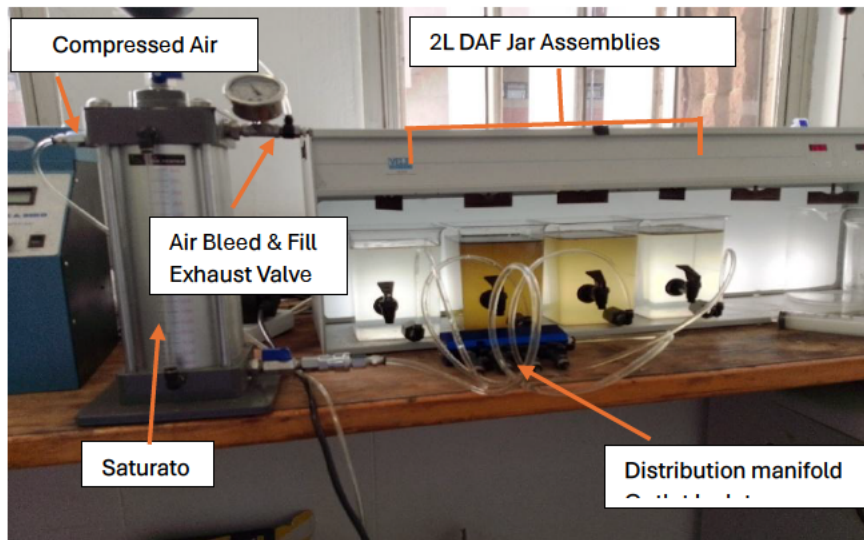 Compressed Air
2L DAF Jar Assemblies
Air Bleed & Fill
Exhaust Valve
Saturato
Distribution manifold